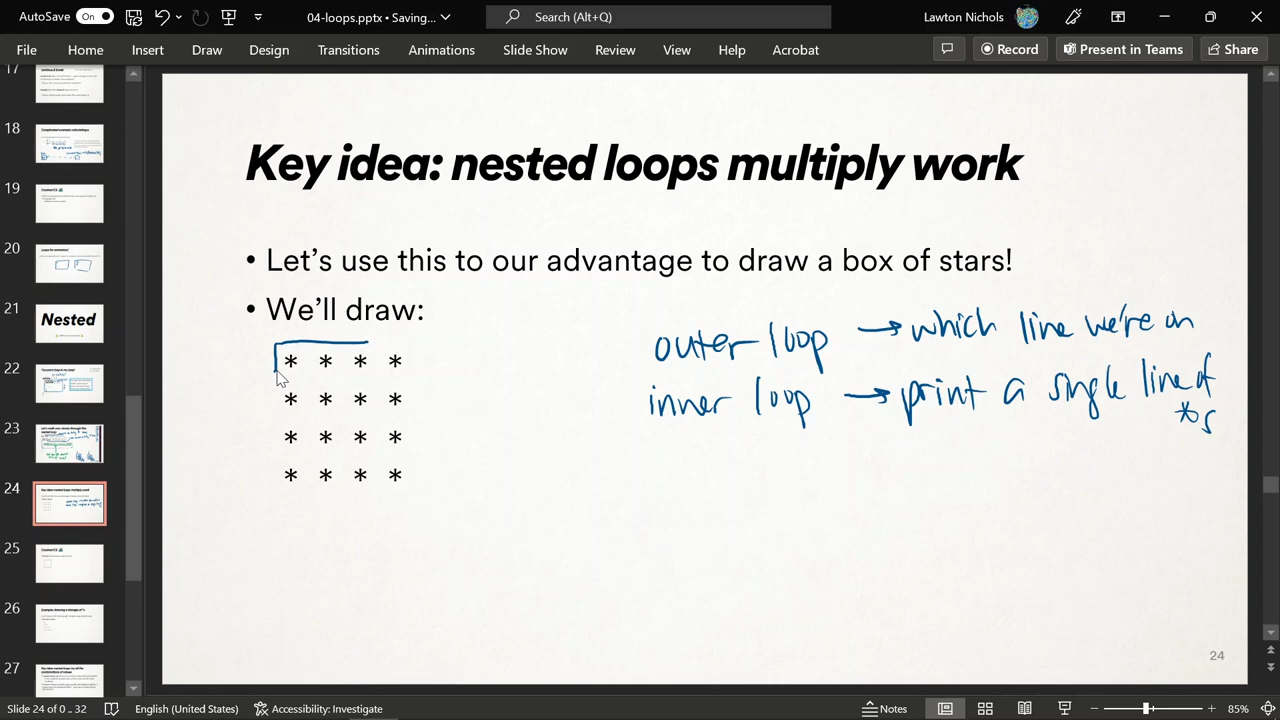 AutoSave On 04-loops.pptx • Saving... Search (Alt+Q) Lawton Nichols
File Home Insert Draw Design Transitions Animations Slide Show Review View Help Acrobat Record Present in Teams Share
17
18
19
20
21
Nested
22
23
24
25
26
27
Key idea: nested loops multiply work
• Let's use this to our advantage to draw a box of stars!
• We'll draw:
outer loop → which line we're on
inner loop → print a single line of
*s
* * * *
* * * *
* * * *
* * * *
24
Slide 24 of 0 .. 32 English (United States) Accessibility: Investigate Notes 85%